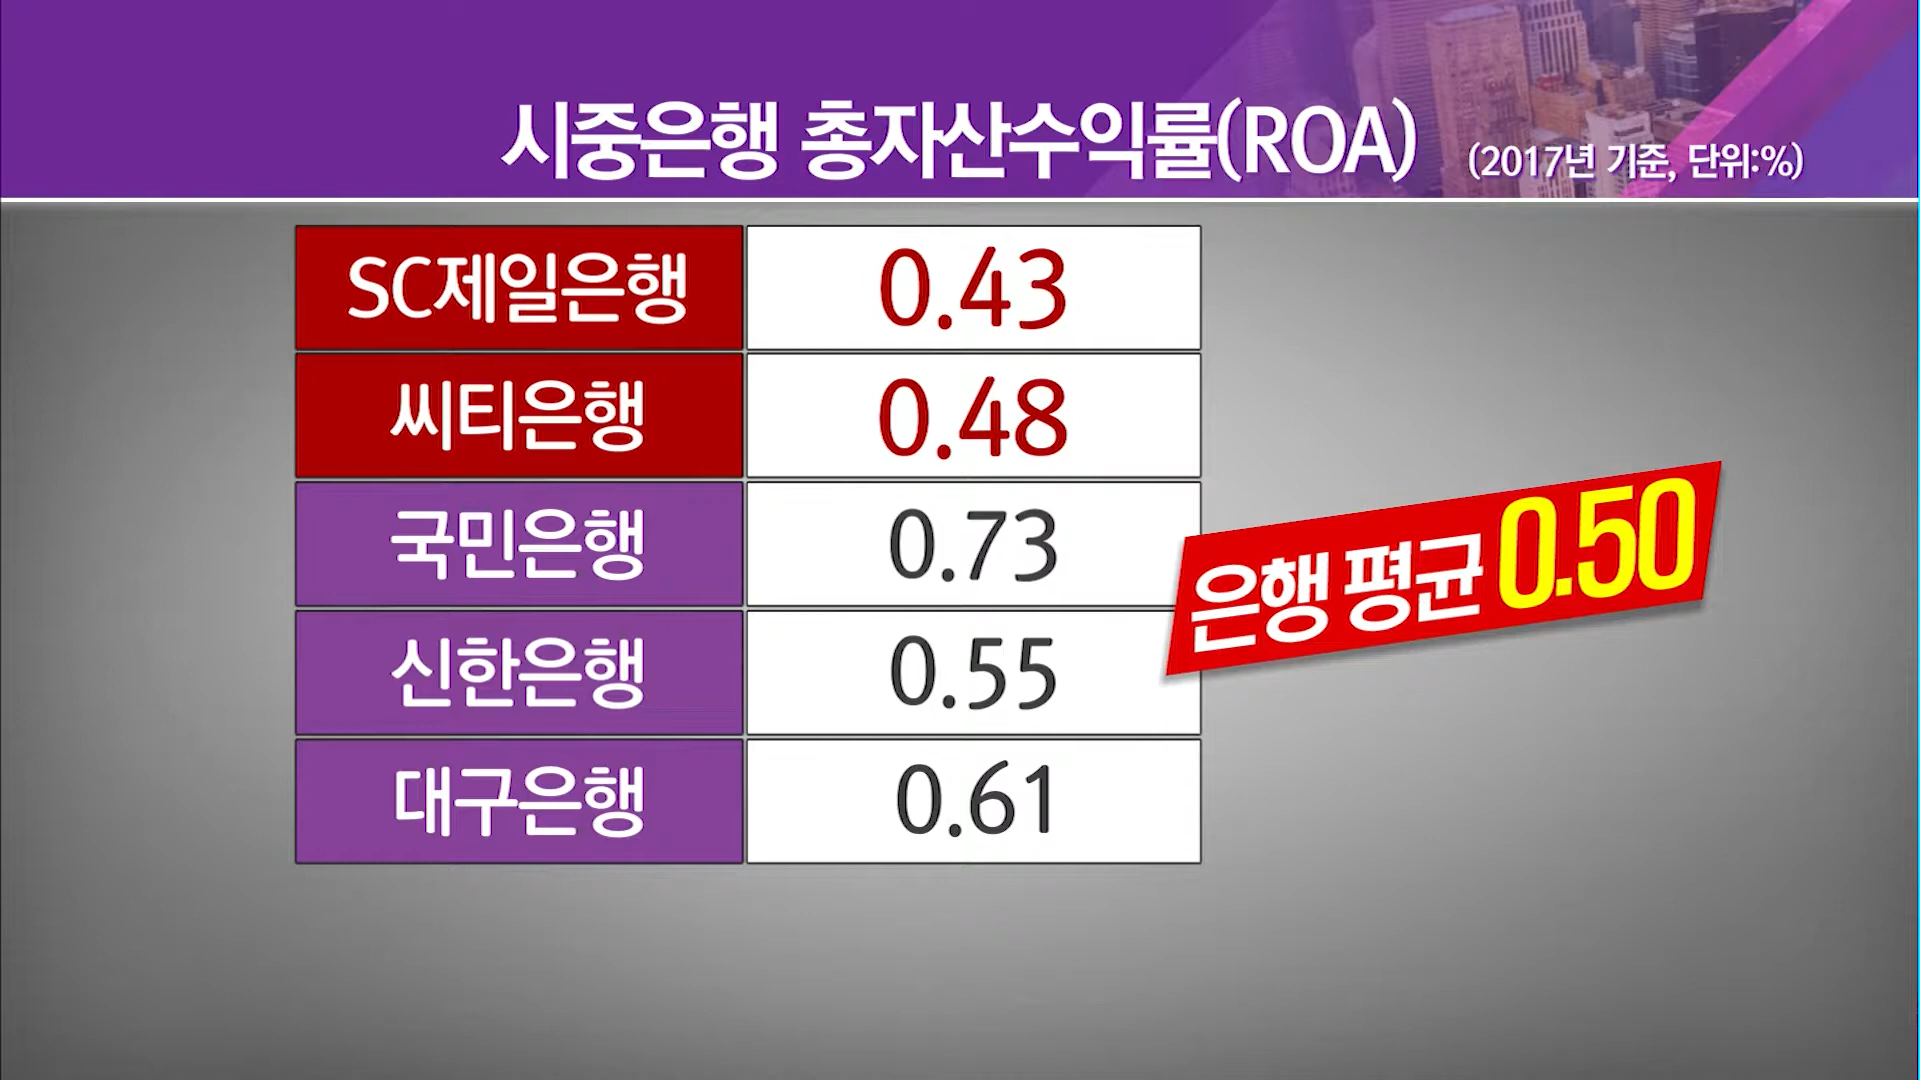 시중은행 총자산수익률(ROA) (2017년 기준, 단위:%)
SC제일은행 0.43
씨티은행 0.48
국민은행 0.73
은행 평균 0.50
신한은행 0.55
대구은행 0.61